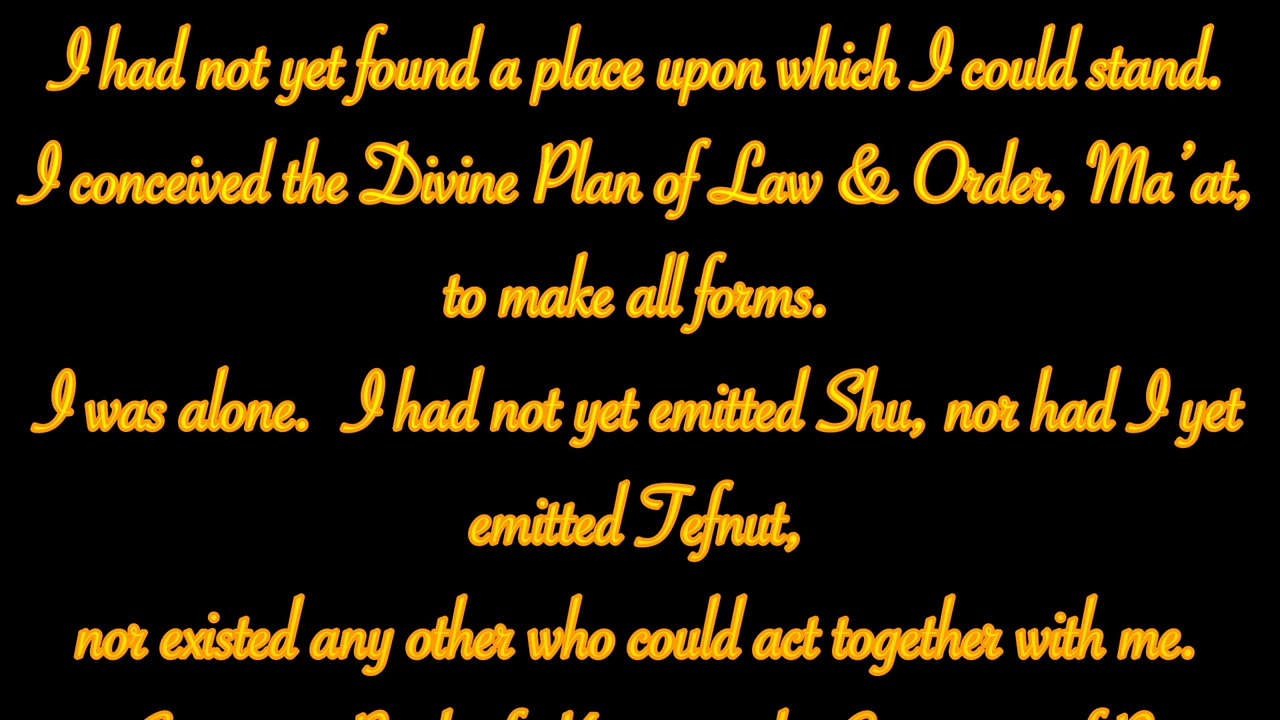 I had not yet found a place upon which I could stand.
I conceived the Divine Plan of Law & Order, Ma’at,
to make all forms.
I was alone.  I had not yet emitted Shu, nor had I yet
emitted Tefnut,
nor existed any other who could act together with me.